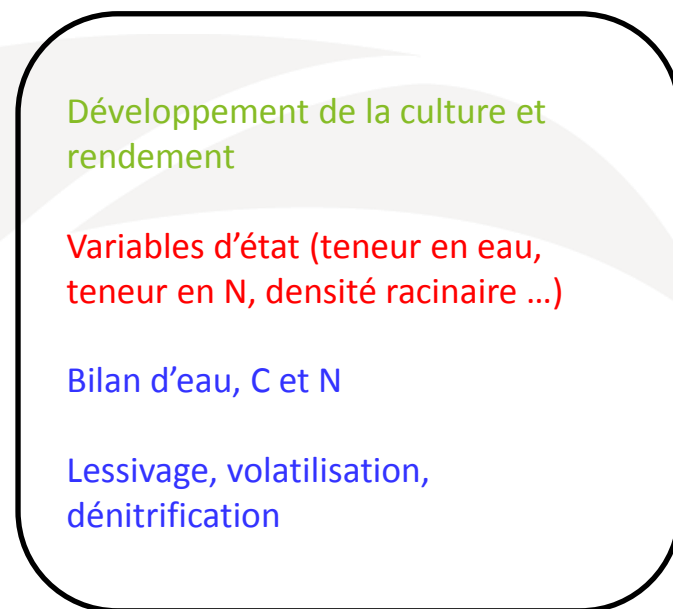 Développement de la culture et
rendement
Variables d’état (teneur en eau,
teneur en N, densité racinaire …)
Bilan d’eau, C et N
Lessivage, volatilisation,
dénitrification